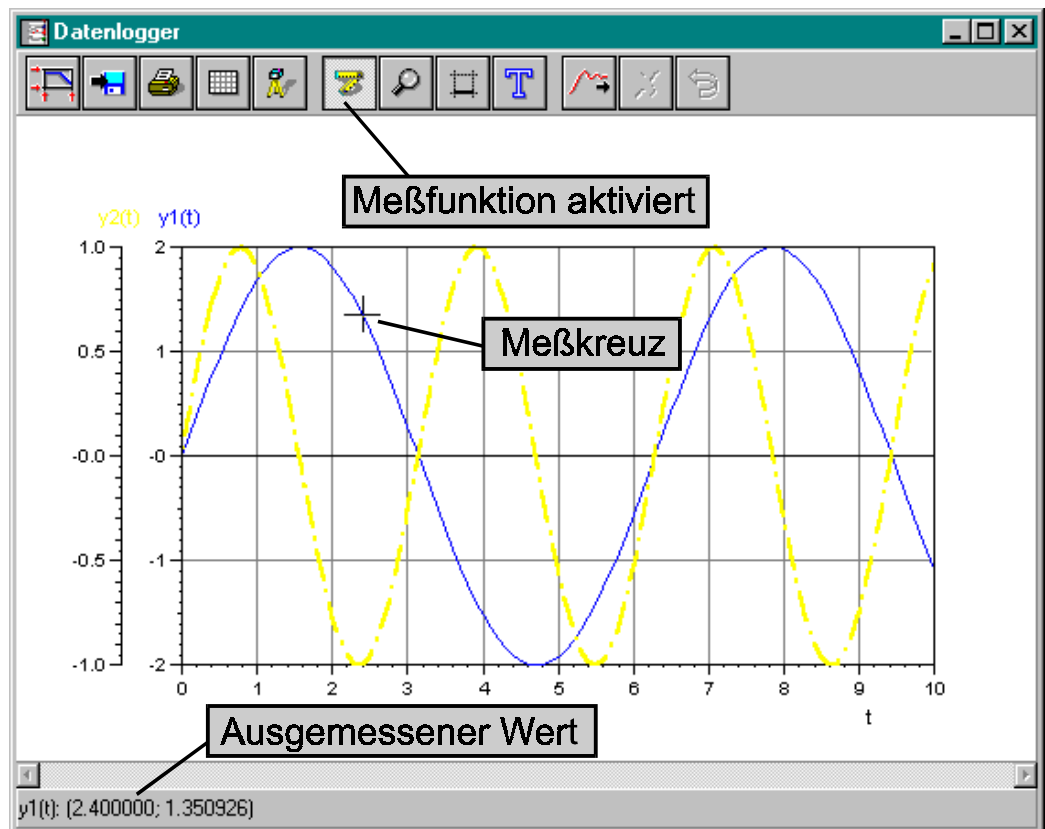 Datenlogger
T
Meßfunktion aktiviert
y2(t) y1(t)
1.0 2
Meßkreuz
0.5 1
-0.0 -0
-0.5 -1
-1.0 -2
0 1 2 3 4 5 6 7 8 9 10
t
Ausgemessener Wert
y1(t): (2.400000; 1.350926)